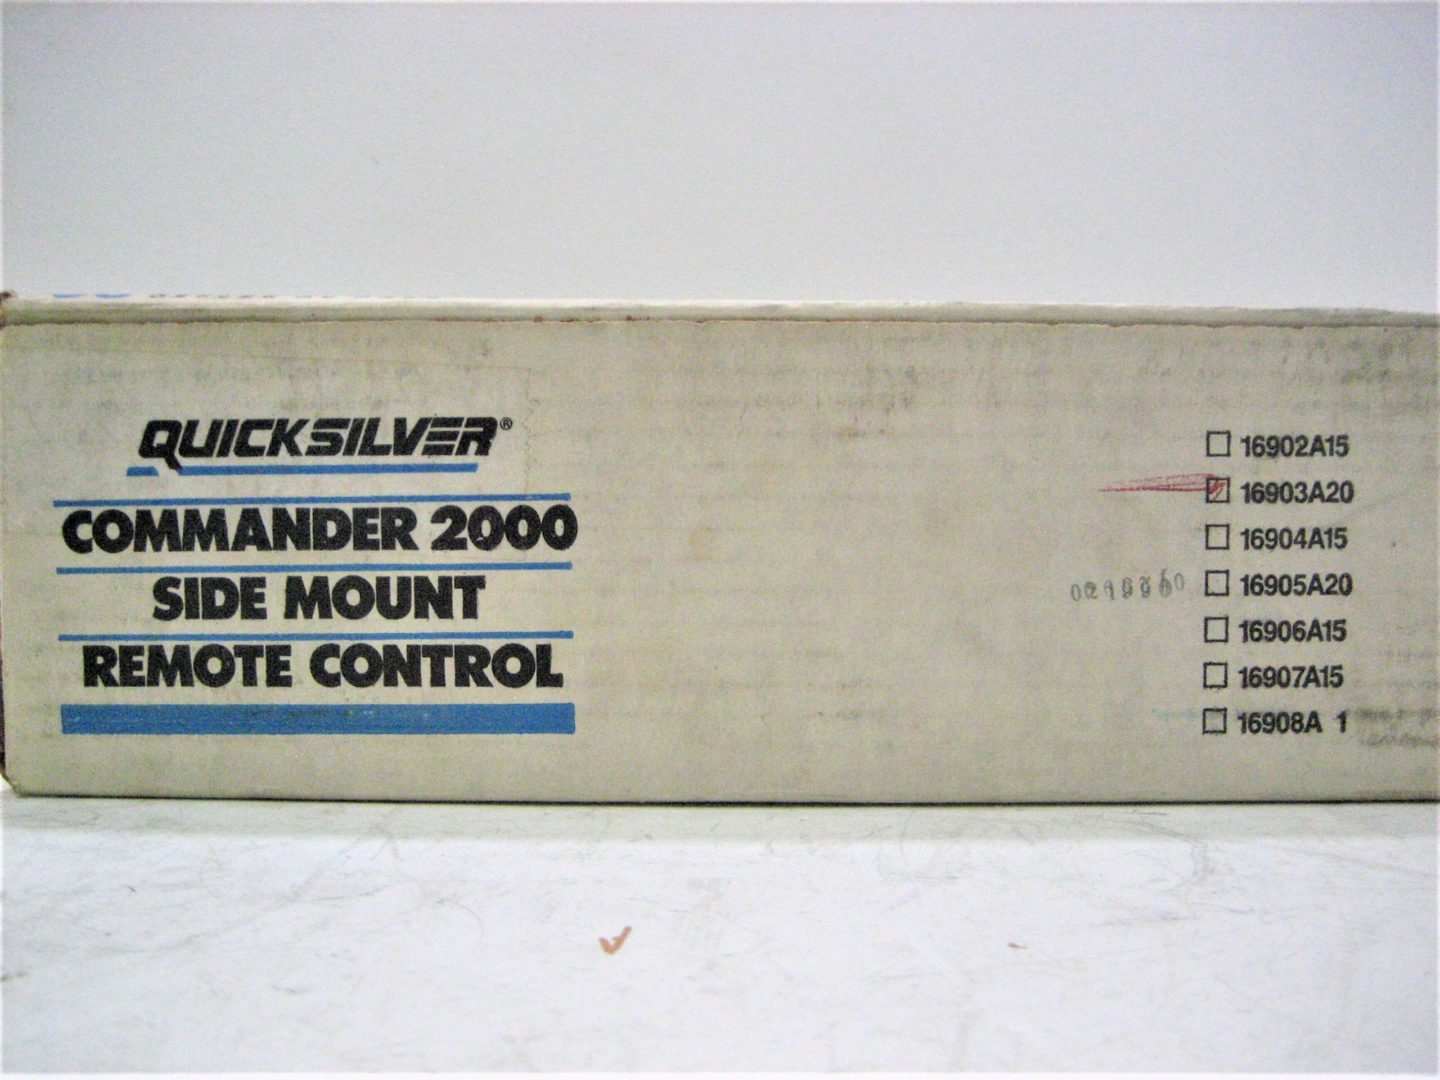 QUICKSILVER®
COMMANDER 2000
SIDE MOUNT
REMOTE CONTROL
16902A15
16903A20
16904A15
16905A20
16906A15
16907A15
16908A 1